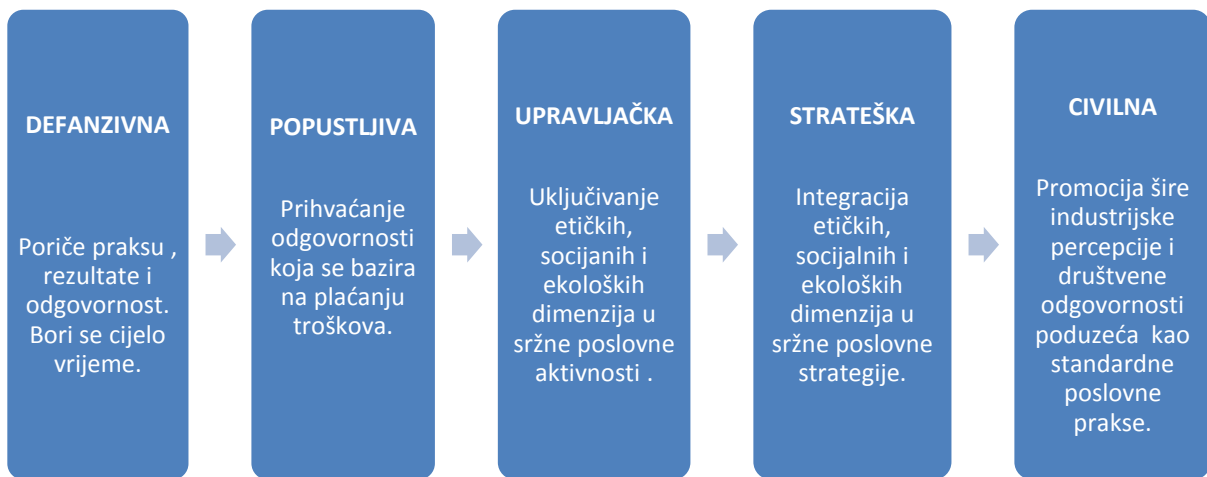 DEFANZIVNA
Poriče praksu ,
rezultate i
odgovornost.
Bori se cijelo
vrijeme.
POPUSTLJIVA
Prihvaćanje
odgovornosti
koja se bazira
na plaćanju
troškova.
UPRAVLJAČKA
Uključivanje
etičkih,
socijanih i
ekoloških
dimenzija u
sržne poslovne
aktivnosti .
STRATEŠKA
Integracija
etičkih,
socijalnih i
ekoloških
dimenzija u
sržne poslovne
strategije.
CIVILNA
Promocija šire
industrijske
percepcije i
društvene
odgovornosti
poduzeća  kao
standardne
poslovne
prakse.